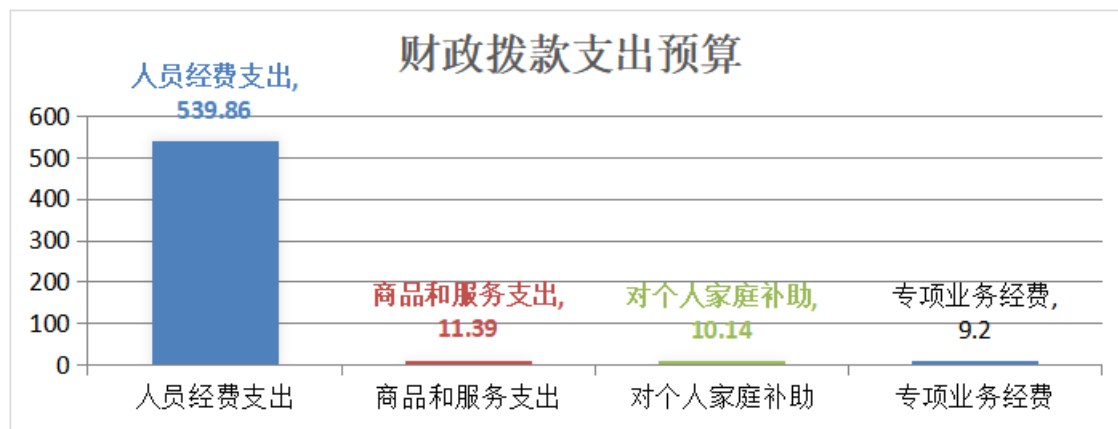 财政拨款支出预算
人员经费支出,
539.86
600
500
400
300
200
100
0
商品和服务支出,
11.39
对个人家庭补助,
10.14
专项业务经费,
9.2
人员经费支出
商品和服务支出
对个人家庭补助
专项业务经费